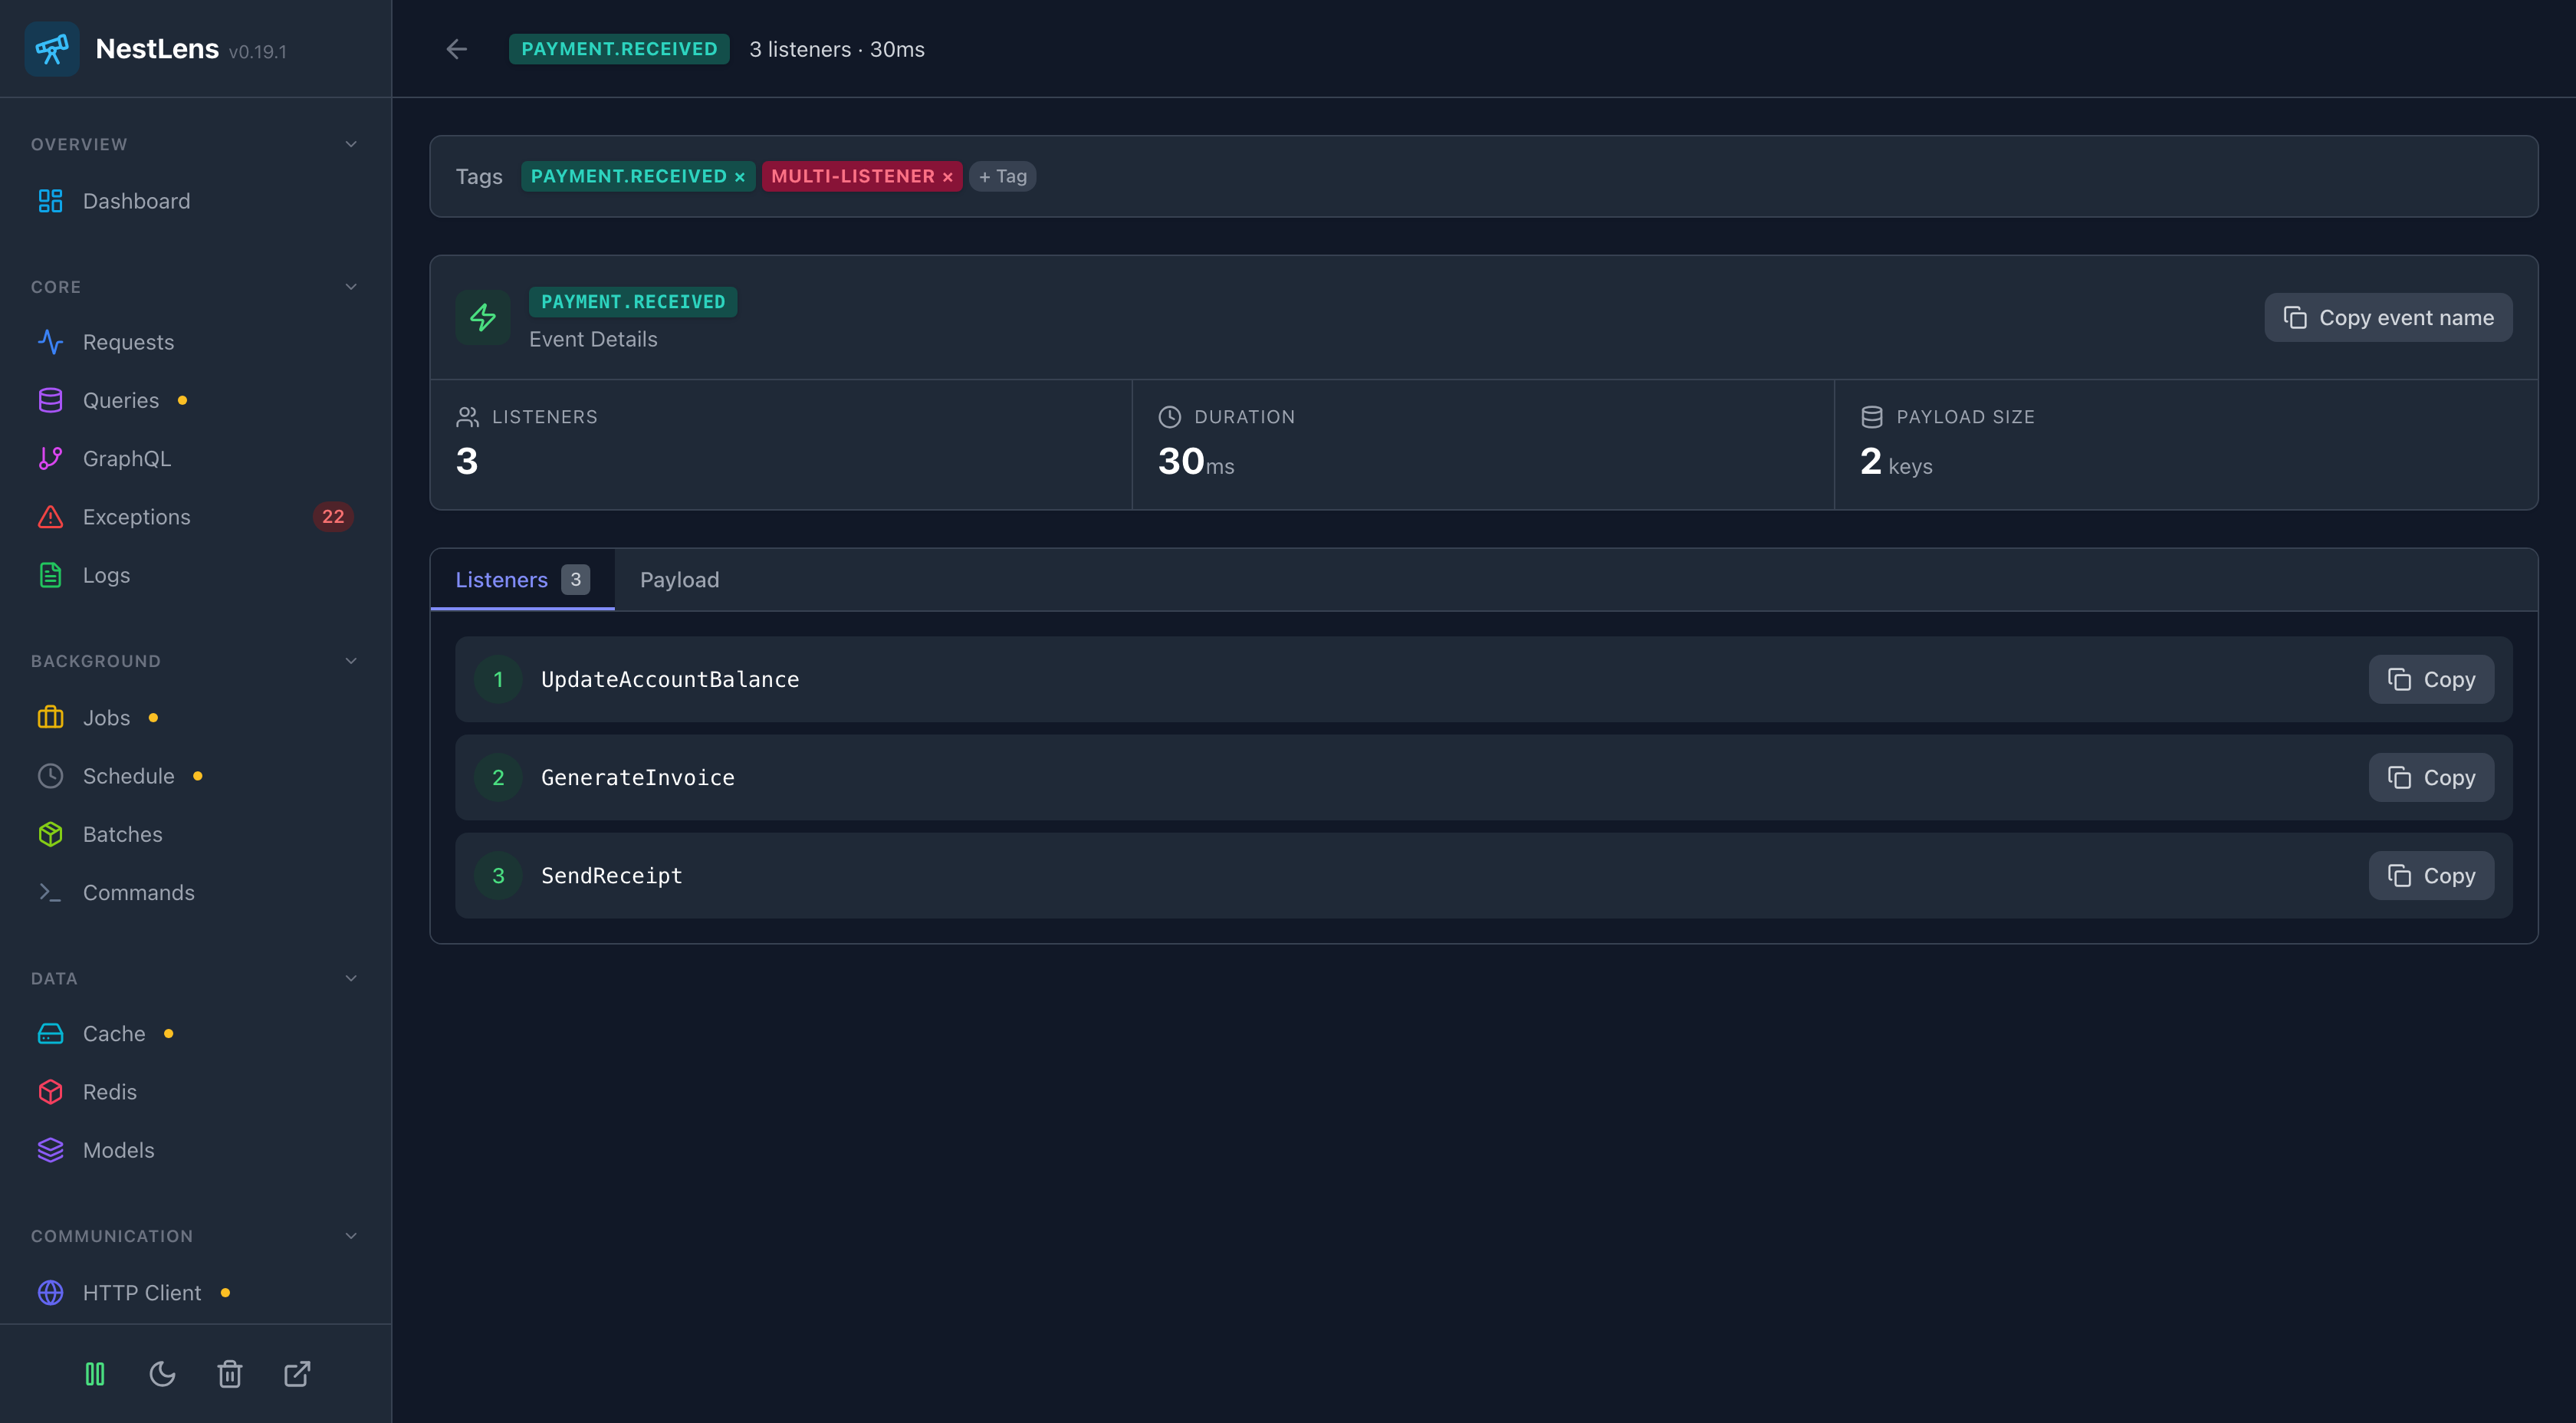 NestLens v0.19.1
OVERVIEW
Dashboard
CORE
Requests
Queries
GraphQL
Exceptions 22
Logs
BACKGROUND
Jobs
Schedule
Batches
Commands
DATA
Cache
Redis
Models
COMMUNICATION
HTTP Client
PAYMENT.RECEIVED 3 listeners · 30ms
Tags PAYMENT.RECEIVED × MULTI-LISTENER × + Tag
PAYMENT.RECEIVED
Event Details
Copy event name
LISTENERS
3
DURATION
30ms
PAYLOAD SIZE
2 keys
Listeners 3 Payload
1 UpdateAccountBalance Copy
2 GenerateInvoice Copy
3 SendReceipt Copy